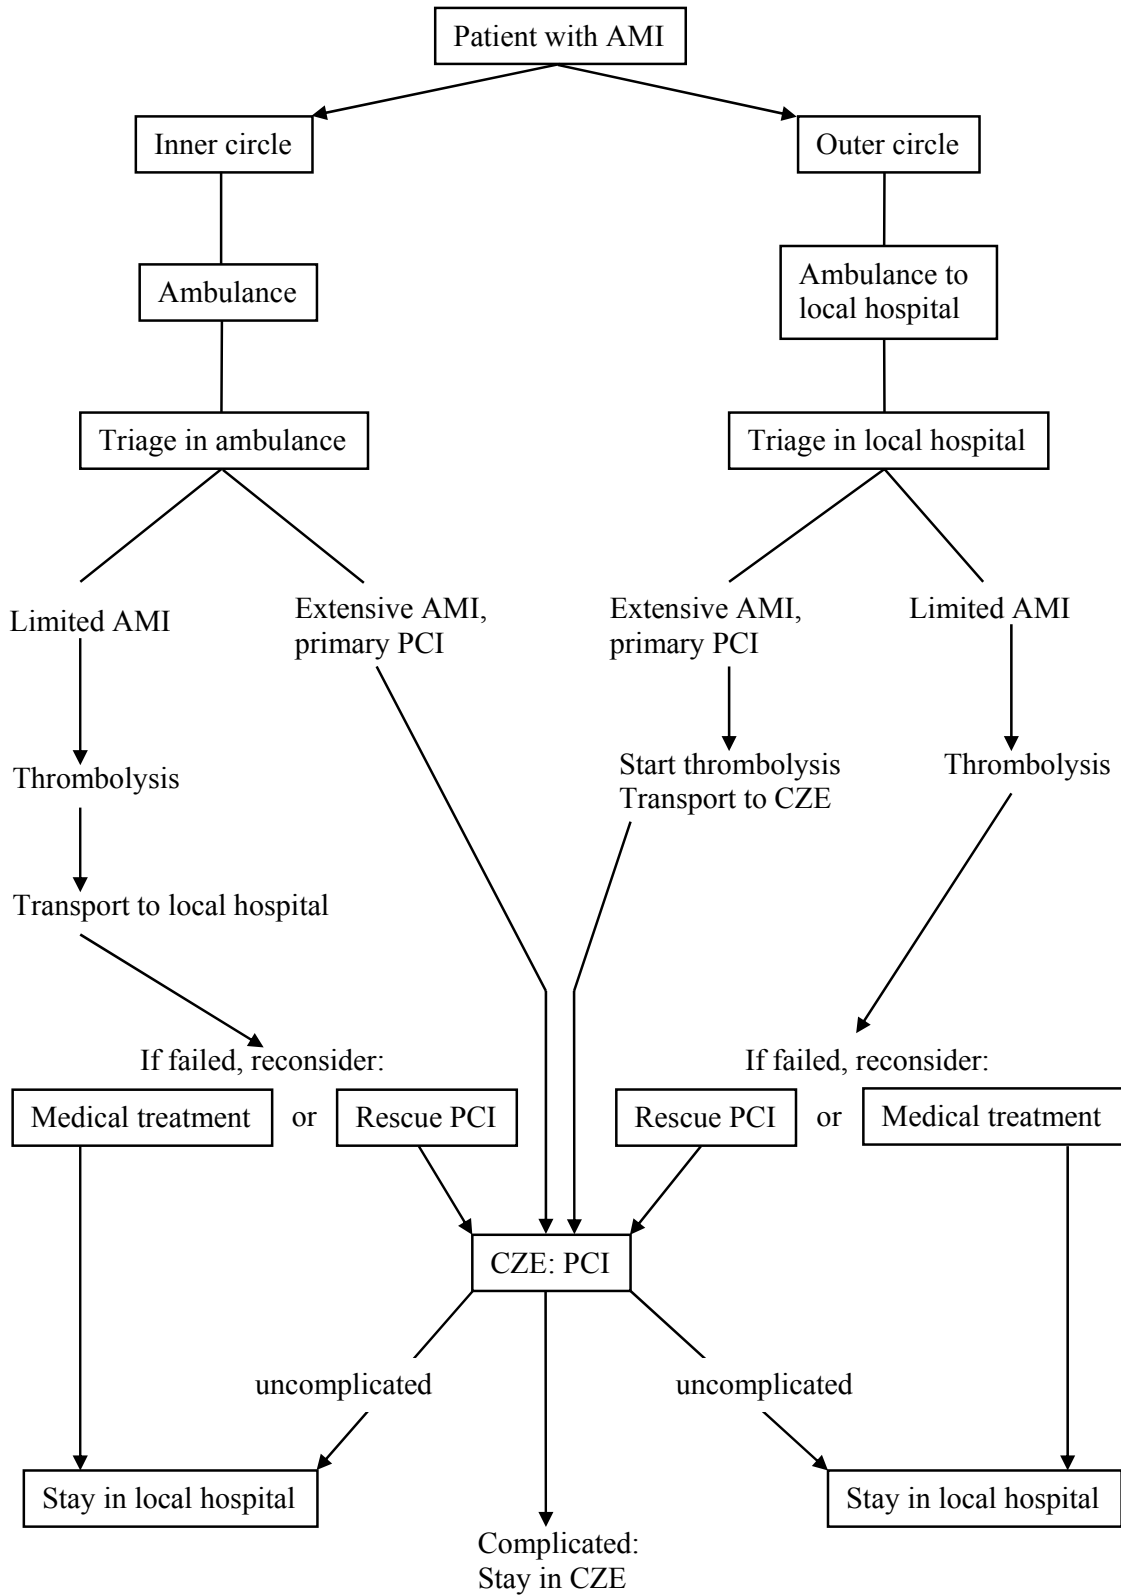 Patient with AMI
Inner circle
Outer circle
Ambulance
Ambulance to
local hospital
Triage in ambulance
Triage in local hospital
Limited AMI
Extensive AMI,
primary PCI
Extensive AMI,
primary PCI
Limited AMI
Thrombolysis
Start thrombolysis
Transport to CZE
Thrombolysis
Transport to local hospital
If failed, reconsider:
If failed, reconsider:
Medical treatment or Rescue PCI
Rescue PCI or Medical treatment
CZE: PCI
uncomplicated
uncomplicated
Stay in local hospital
Stay in local hospital
Complicated:
Stay in CZE